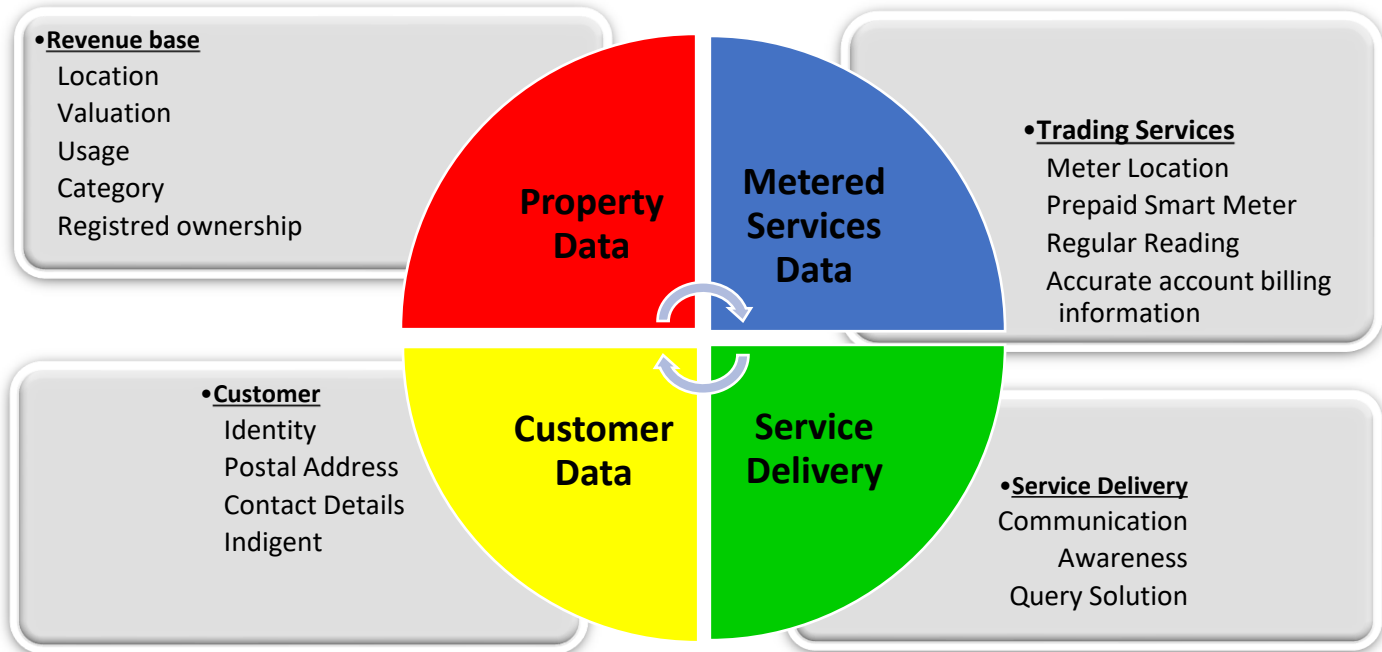 •Revenue base
Location
Valuation
Usage
Category
Registred ownership
Property
Data
Metered
Services
Data
•Trading Services
Meter Location
Prepaid Smart Meter
Regular Reading
Accurate account billing
information
•Customer
Identity
Postal Address
Contact Details
Indigent
Customer
Data
Service
Delivery
•Service Delivery
Communication
Awareness
Query Solution